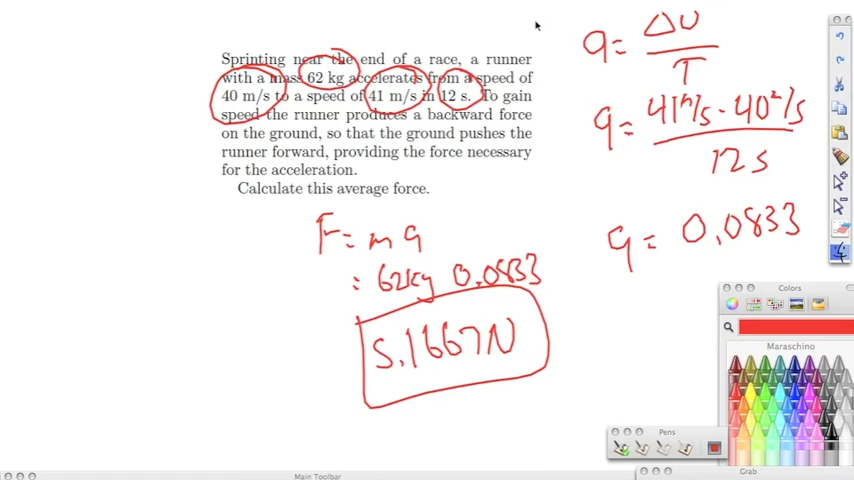 Sprinting near the end of a race, a runner
with a mass 62 kg accelerates from a speed of
40 m/s to a speed of 41 m/s in 12 s. To gain
speed the runner produces a backward force
on the ground, so that the ground pushes the
runner forward, providing the force necessary
for the acceleration.
Calculate this average force.
F = m a
= 62kg 0.0833
5.1667N
a = ΔU / T
a = 41m/s - 40m/s / 12s
a = 0.0833
Colors
Maraschino
Pens
Grab
Main Toolbar